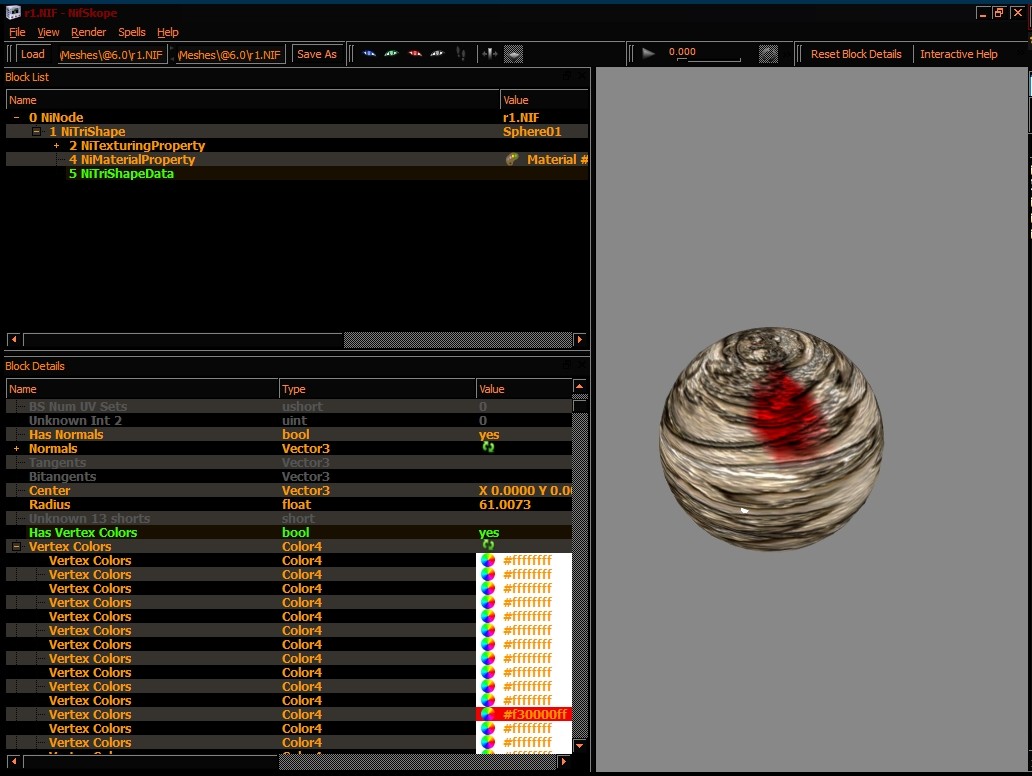 r1.NIF - NifSkope
File View Render Spells Help
Load Meshes\@6.0\r1.NIF Meshes\@6.0\r1.NIF Save As 0.000 Reset Block Details Interactive Help
Block List
Name Value
0 NiNode r1.NIF
1 NiTriShape Sphere01
2 NiTexturingProperty
4 NiMaterialProperty Material #
5 NiTriShapeData
Block Details
Name Type Value
BS Num UV Sets ushort 0
Unknown Int 2 uint 0
Has Normals bool yes
Normals Vector3
Tangents Vector3
Bitangents Vector3
Center Vector3 X 0.0000 Y 0.0
Radius float 61.0073
Unknown 13 shorts short
Has Vertex Colors bool yes
Vertex Colors Color4
Vertex Colors Color4 #ffffffff
Vertex Colors Color4 #ffffffff
Vertex Colors Color4 #ffffffff
Vertex Colors Color4 #ffffffff
Vertex Colors Color4 #ffffffff
Vertex Colors Color4 #ffffffff
Vertex Colors Color4 #ffffffff
Vertex Colors Color4 #ffffffff
Vertex Colors Color4 #ffffffff
Vertex Colors Color4 #ffffffff
Vertex Colors Color4 #ffffffff
Vertex Colors Color4 #f30000ff
Vertex Colors Color4 #ffffffff
Vertex Colors Color4 #ffffffff